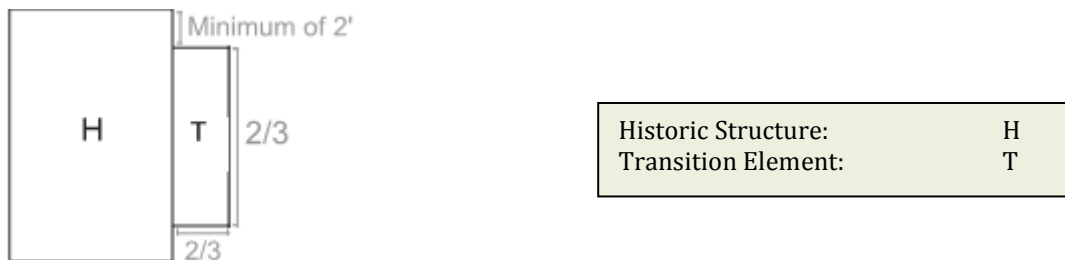 Minimum of 2'
H
T
2/3
2/3
Historic Structure: H
Transition Element: T